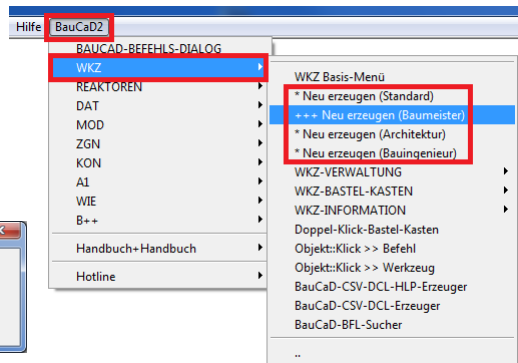 Hilfe BauCaD2
BAUCAD-BEFEHLS-DIALOG
WKZ
REAKTOREN
DAT
MOD
ZGN
KON
A1
WIE
B++
Handbuch+Handbuch
Hotline
WKZ Basis-Menü
* Neu erzeugen (Standard)
+++ Neu erzeugen (Baumeister)
* Neu erzeugen (Architektur)
* Neu erzeugen (Bauingenieur)
WKZ-VERWALTUNG
WKZ-BASTEL-KASTEN
WKZ-INFORMATION
Doppel-Klick-Bastel-Kasten
Objekt::Klick >> Befehl
Objekt::Klick >> Werkzeug
BauCaD-CSV-DCL-HLP-Erzeuger
BauCaD-CSV-DCL-Erzeuger
BauCaD-BFL-Sucher
..